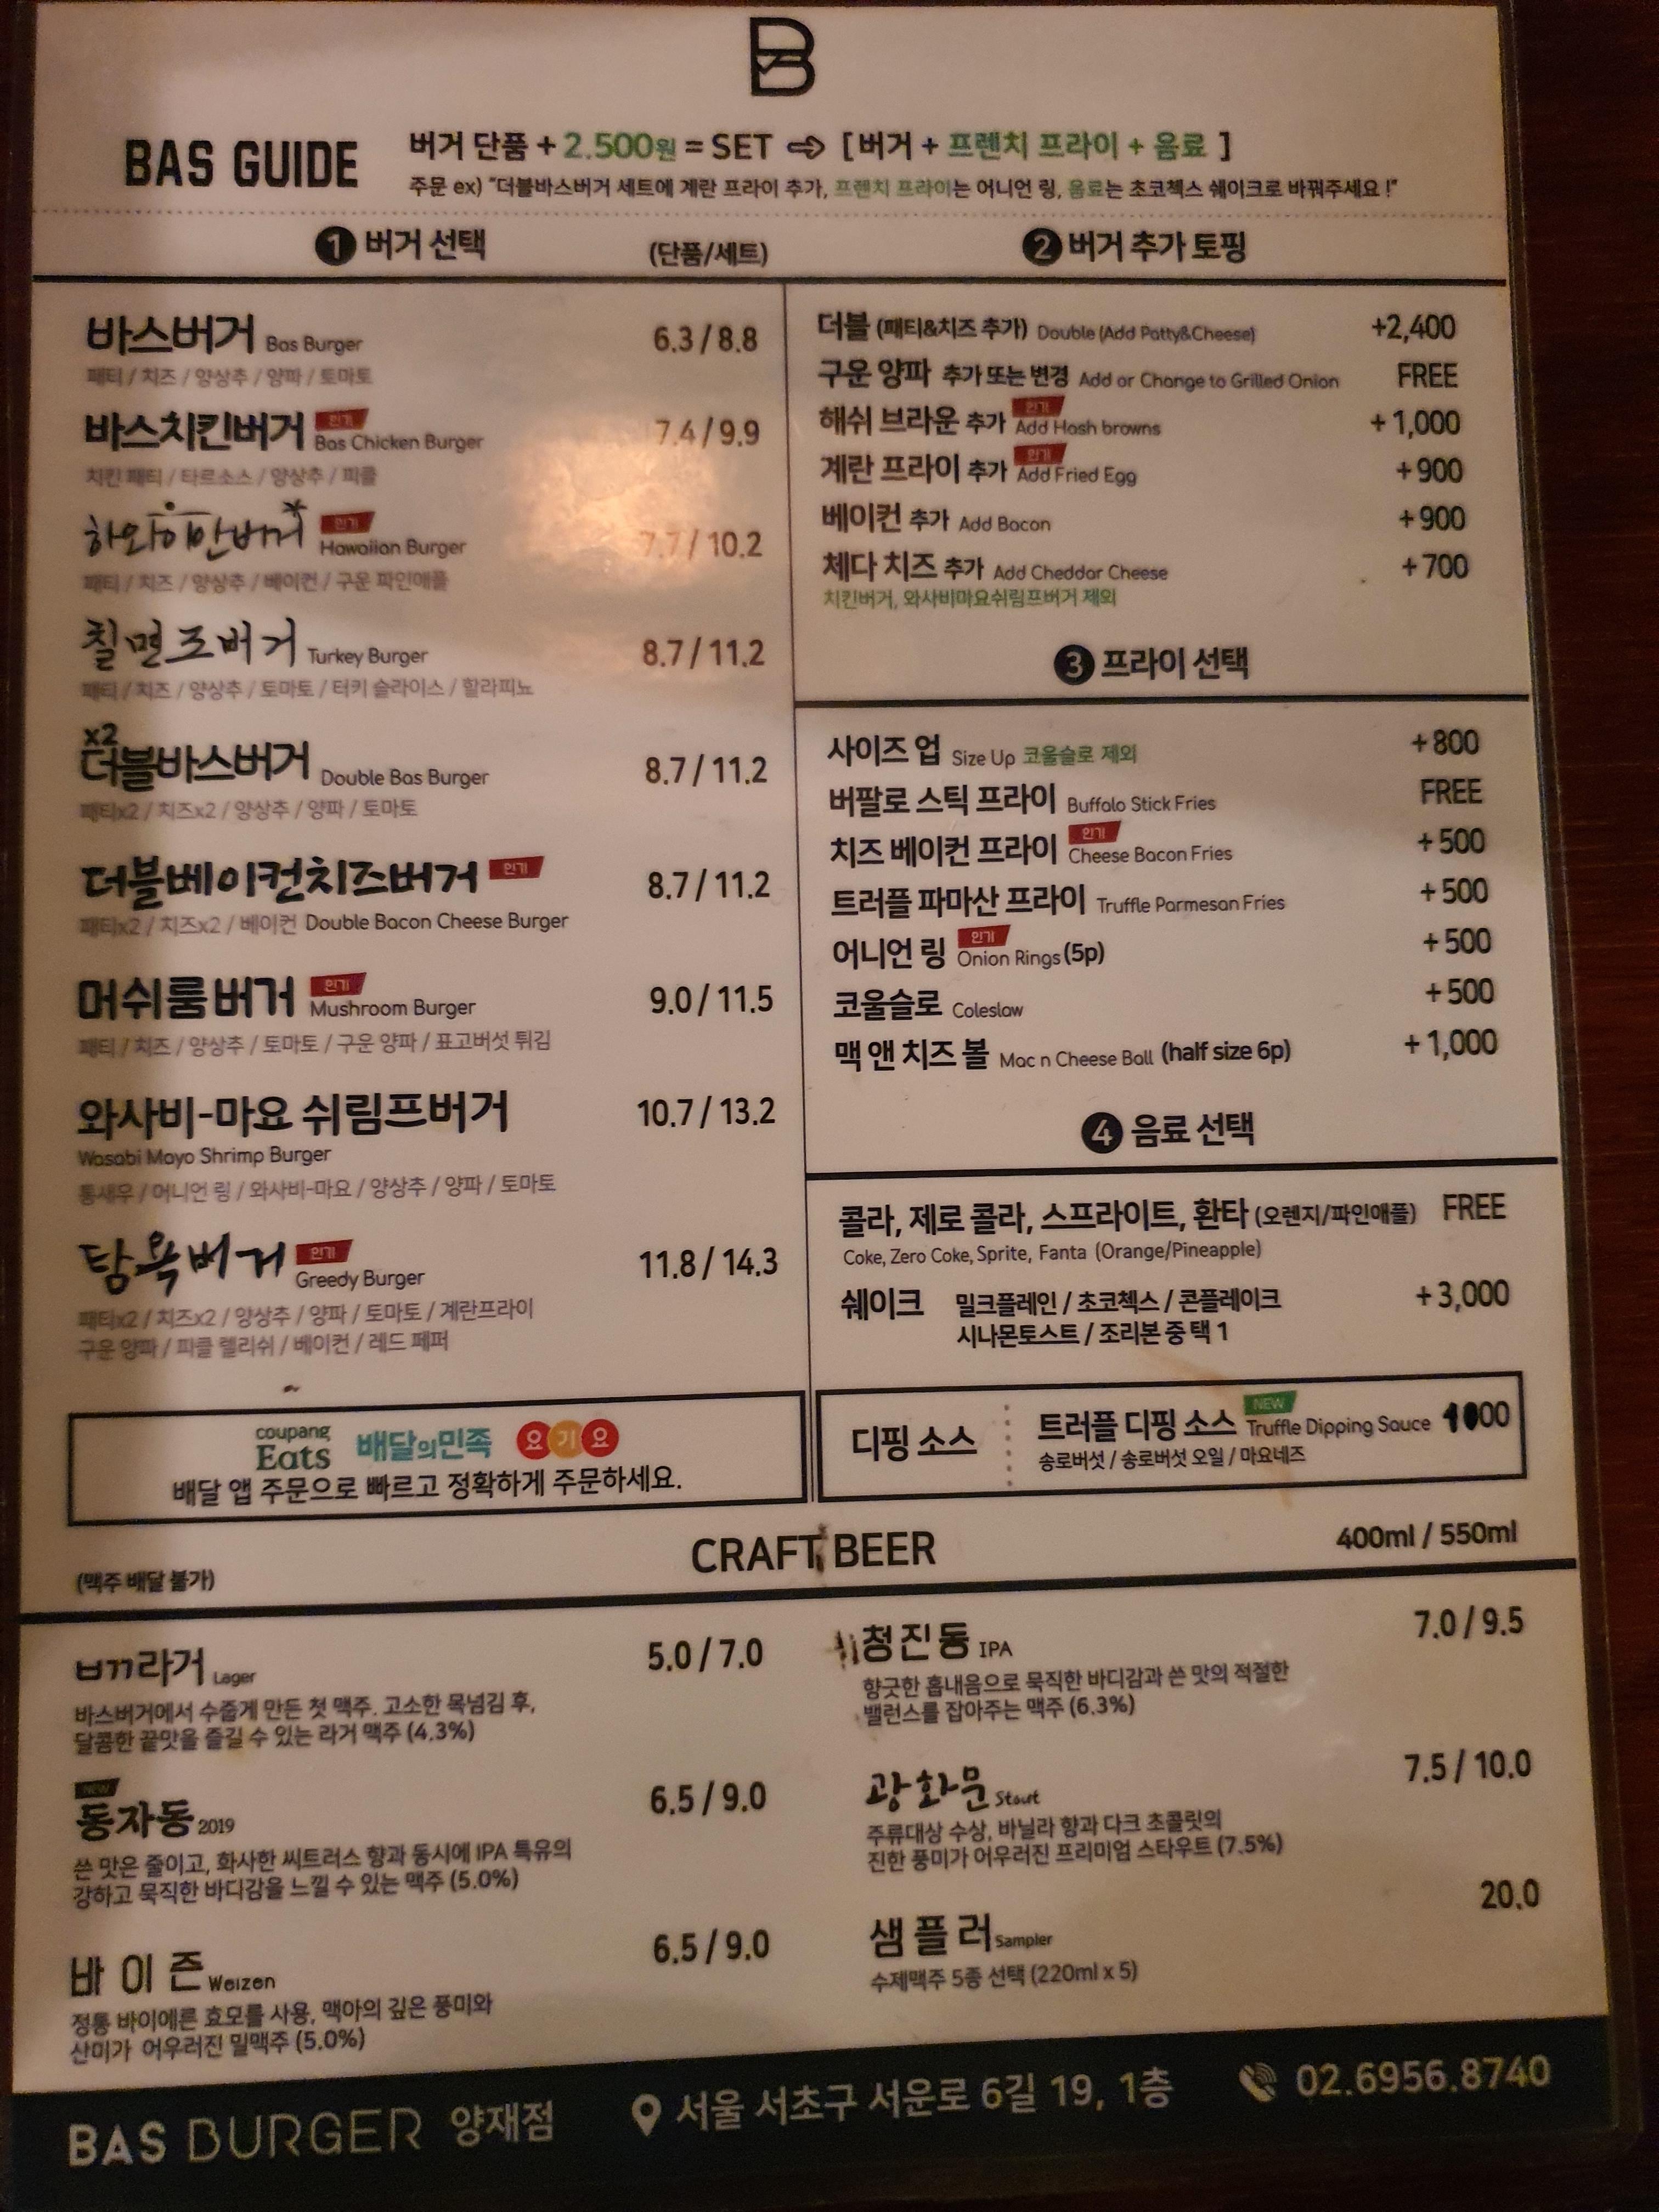 B
BAS GUIDE
버거 단품 + 2.500원 = SET ➩ [ 버거 + 프렌치 프라이 + 음료 ]
주문 ex) "더블바스버거 세트에 계란 프라이 추가, 프렌치 프라이는 어니언 링, 음료는 초코첵스 쉐이크로 바꿔주세요 !"
1 버거 선택 (단품/세트)
바스버거 Bas Burger 6.3 / 8.8
패티 / 치즈 / 양상추 / 양파 / 토마토
바스치킨버거 인기 Bas Chicken Burger 7.4 / 9.9
치킨 패티 / 타르소스 / 양상추 / 피클
하와이안버거 인기 Hawaiian Burger 7.7 / 10.2
패티 / 치즈 / 양상추 / 베이컨 / 구운 파인애플
칠면조버거 Turkey Burger 8.7 / 11.2
패티 / 치즈 / 양상추 / 토마토 / 터키 슬라이스 / 할라피뇨
x2
더블바스버거 Double Bas Burger 8.7 / 11.2
패티x2 / 치즈x2 / 양상추 / 양파 / 토마토
더블베이컨치즈버거 인기 8.7 / 11.2
패티x2 / 치즈x2 / 베이컨 Double Bacon Cheese Burger
머쉬룸버거 인기 Mushroom Burger 9.0 / 11.5
패티 / 치즈 / 양상추 / 토마토 / 구운 양파 / 표고버섯 튀김
와사비-마요 쉬림프버거 10.7 / 13.2
Wasabi Mayo Shrimp Burger
통새우 / 어니언 링 / 와사비-마요 / 양상추 / 양파 / 토마토
탐욕버거 인기 Greedy Burger 11.8 / 14.3
패티x2 / 치즈x2 / 양상추 / 양파 / 토마토 / 계란프라이
구운 양파 / 피클 렐리쉬 / 베이컨 / 레드 페퍼
coupang
Eats 배달의민족 요기요
배달 앱 주문으로 빠르고 정확하게 주문하세요.
2 버거 추가 토핑
더블 (패티&치즈 추가) Double (Add Patty&Cheese) +2,400
구운 양파 추가 또는 변경 Add or Change to Grilled Onion FREE
해쉬 브라운 추가 인기 Add Hash browns +1,000
계란 프라이 추가 인기 Add Fried Egg +900
베이컨 추가 Add Bacon +900
체다 치즈 추가 Add Cheddar Cheese +700
치킨버거, 와사비마요쉬림프버거 제외
3 프라이 선택
사이즈 업 Size Up 코울슬로 제외 +800
버팔로 스틱 프라이 Buffalo Stick Fries FREE
치즈 베이컨 프라이 인기 Cheese Bacon Fries +500
트러플 파마산 프라이 Truffle Parmesan Fries +500
어니언 링 인기 Onion Rings (5p) +500
코울슬로 Coleslaw +500
맥 앤 치즈 볼 Mac n Cheese Ball (half size 6p) +1,000
4 음료 선택
콜라, 제로 콜라, 스프라이트, 환타 (오렌지/파인애플) FREE
Coke, Zero Coke, Sprite, Fanta (Orange/Pineapple)
쉐이크 밀크플레인 / 초코첵스 / 콘플레이크 +3,000
시나몬토스트 / 조리본 중 택 1
디핑 소스 트러플 디핑 소스 NEW Truffle Dipping Sauce 1000
송로버섯 / 송로버섯 오일 / 마요네즈
CRAFT BEER 400ml / 550ml
(맥주 배달 불가)
ㅂㄲ라거 Lager 5.0 / 7.0
바스버거에서 수줍게 만든 첫 맥주. 고소한 목넘김 후,
달콤한 끝맛을 즐길 수 있는 라거 맥주 (4.3%)
NEW
동자동 2019 6.5 / 9.0
쓴 맛은 줄이고, 화사한 씨트러스 향과 동시에 IPA 특유의
강하고 묵직한 바디감을 느낄 수 있는 맥주 (5.0%)
바이즌 Weizen 6.5 / 9.0
정통 바이에른 효모를 사용, 맥아의 깊은 풍미와
산미가 어우러진 밀맥주 (5.0%)
청진동 IPA 7.0 / 9.5
향긋한 홉내음으로 묵직한 바디감과 쓴 맛의 적절한
밸런스를 잡아주는 맥주 (6.3%)
광화문 Stout 7.5 / 10.0
주류대상 수상, 바닐라 향과 다크 초콜릿의
진한 풍미가 어우러진 프리미엄 스타우트 (7.5%)
샘플러 Sampler 20.0
수제맥주 5종 선택 (220ml x 5)
BAS BURGER 양재점 서울 서초구 서운로 6길 19, 1층 02.6956.8740